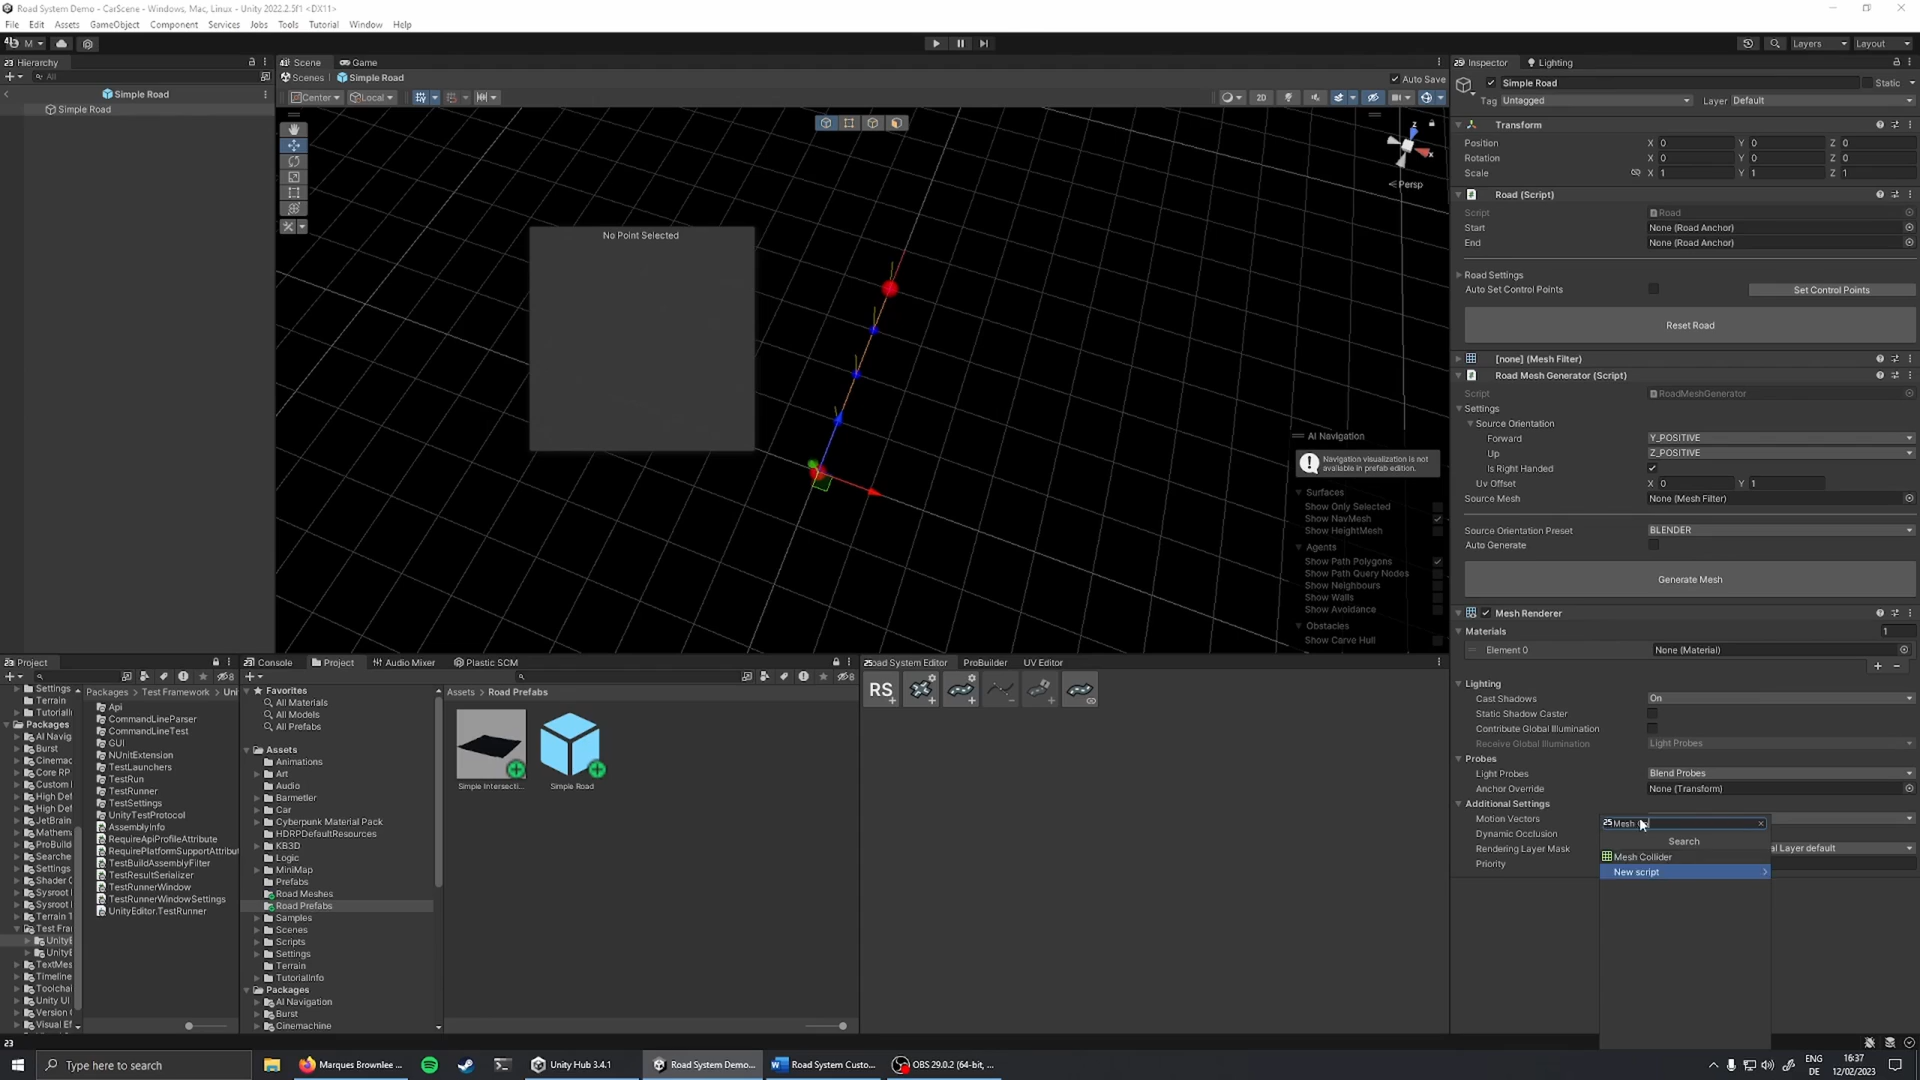 Road System Demo - CarScene - Windows, Mac, Linux - Unity 2022.2.5f1 <DX11>
File Edit Assets GameObject Component Services Jobs Tools Tutorial Window Help
Layers Layout
Hierarchy
All
Simple Road
Simple Road
Scene Game
Scenes Simple Road
Auto Save
Center Local
2D
No Point Selected
z
x
Persp
AI Navigation
Navigation visualization is not
available in prefab edition.
Surfaces
Show Only Selected
Show NavMesh
Show HeightMesh
Agents
Show Path Polygons
Show Path Query Nodes
Show Neighbours
Show Walls
Show Avoidance
Obstacles
Show Carve Hull
Inspector Lighting
Simple Road Static
Tag Untagged Layer Default
Transform
Position X 0 Y 0 Z 0
Rotation X 0 Y 0 Z 0
Scale X 1 Y 1 Z 1
Road (Script)
Script Road
Start None (Road Anchor)
End None (Road Anchor)
Road Settings
Auto Set Control Points Set Control Points
Reset Road
[none] (Mesh Filter)
Road Mesh Generator (Script)
Script RoadMeshGenerator
Settings
Source Orientation
Forward Y_POSITIVE
Up Z_POSITIVE
Is Right Handed
Uv Offset X 0 Y 1
Source Mesh None (Mesh Filter)
Source Orientation Preset BLENDER
Auto Generate
Generate Mesh
Mesh Renderer
Materials 1
Element 0 None (Material)
Lighting
Cast Shadows On
Static Shadow Caster
Contribute Global Illumination
Receive Global Illumination Light Probes
Probes
Light Probes Blend Probes
Anchor Override None (Transform)
Additional Settings
Motion Vectors
Dynamic Occlusion
Rendering Layer Mask al Layer default
Priority
Mesh
Search
Mesh Collider
New script
Project
Settings
Terrain
Tutorial
Packages
AI Navig
Burst
Cinemac
Core RP
Custom
High Def
High Def
JetBrain
Mathema
ProBuild
Searche
Settings
Shader
Sysroot
Sysroot
Terrain T
Test Fra
UnityE
UnityE
TextMes
Timeline
Toolchai
Unity UI
Version
Visual Ef
Packages Test Framework Uni
Api
CommandLineParser
CommandLineTest
GUI
NUnitExtension
TestLaunchers
TestRun
TestRunner
TestSettings
UnityTestProtocol
AssemblyInfo
RequireApiProfileAttribute
RequirePlatformSupportAttribut
TestBuildAssemblyFilter
TestResultSerializer
TestRunnerWindow
TestRunnerWindowSettings
UnityEditor.TestRunner
Console Project Audio Mixer Plastic SCM
Favorites
All Materials
All Models
All Prefabs
Assets
Animations
Art
Audio
Barmetler
Car
Cyberpunk Material Pack
HDRPDefaultResources
KB3D
Logic
MiniMap
Prefabs
Road Meshes
Road Prefabs
Samples
Scenes
Scripts
Settings
Terrain
TutorialInfo
Packages
AI Navigation
Burst
Cinemachine
Assets Road Prefabs
Simple Intersecti...
Simple Road
oad System Editor ProBuilder UV Editor
RS
23
Type here to search
Marques Brownlee ...
Unity Hub 3.4.1
Road System Demo...
Road System Custo...
OBS 29.0.2 (64-bit, ...
ENG
DE
16:37
12/02/2023